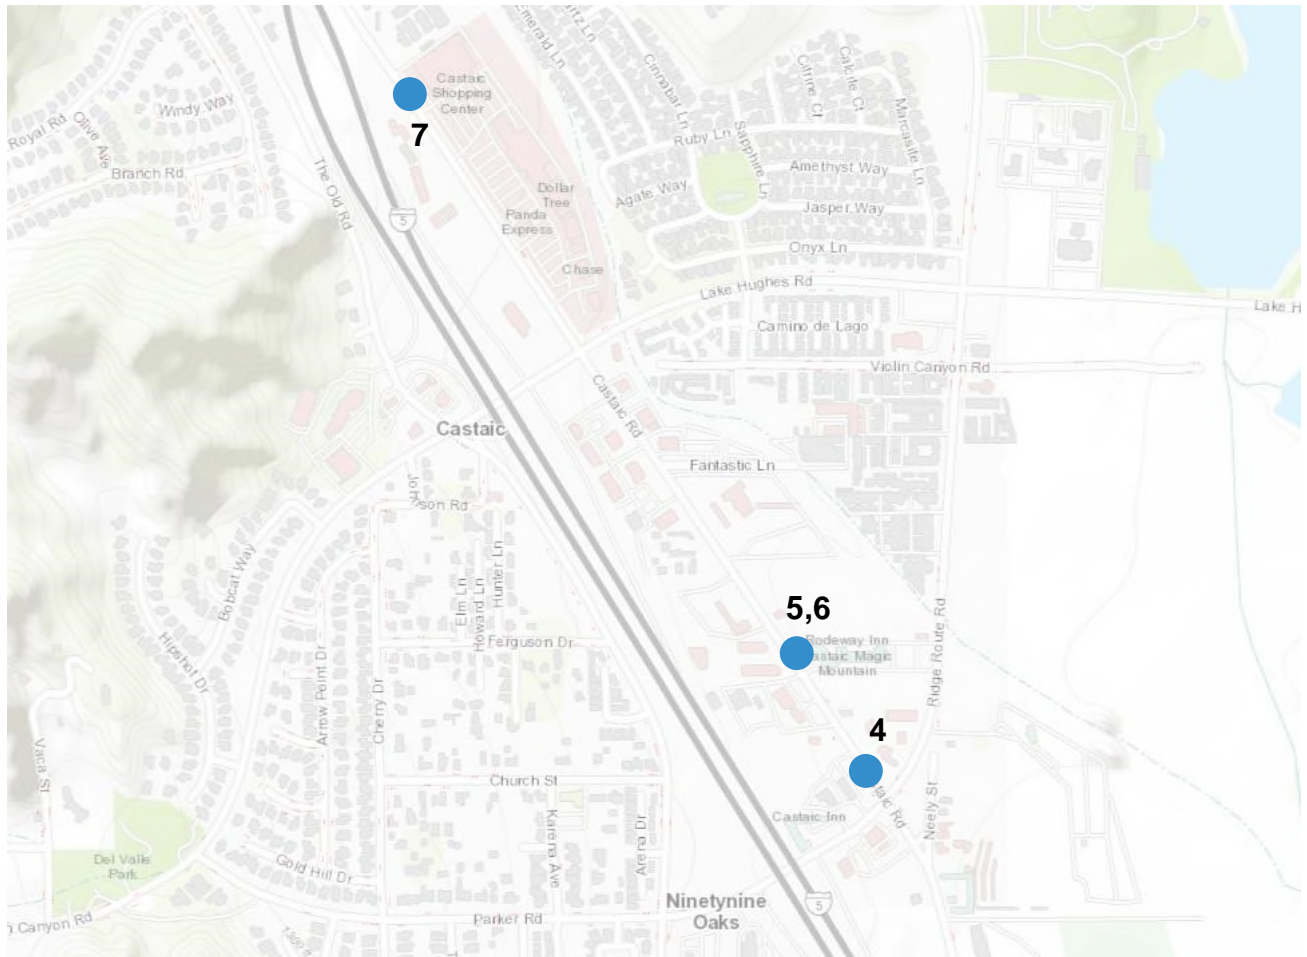 Emerald Ln
Castaic
Shopping
Center
7
Cinnabar Ln
Citrine Ct
Calcite Ct
Marcasite Ln
Windy Way
Royal Rd
Olive Ave
Branch Rd
The Old Rd
5
Ruby Ln
Sapphire Ln
Amethyst Way
Agate Way
Jasper Way
Dollar
Tree
Panda
Express
Chase
Onyx Ln
Lake Hughes Rd
Lake H
Camino de Lago
Violin Canyon Rd
Castaic Rd
Castaic
Fantastic Ln
son Rd
Bobcat Way
Hipshot Dr
Elm Ln
Howard Ln
Hunter Ln
Ferguson Dr
Arrow Point Dr
Cherry Dr
5,6
Rodeway Inn
astaic Magic
Mountain
Ridge Route Rd
4
Vaca St
Church St
Castaic Inn
taic Rd
Neely St
Karena Ave
Arena Dr
Del Valle
Park
Gold Hill Dr
Canyon Rd
Parker Rd
Ninetynine
Oaks
5